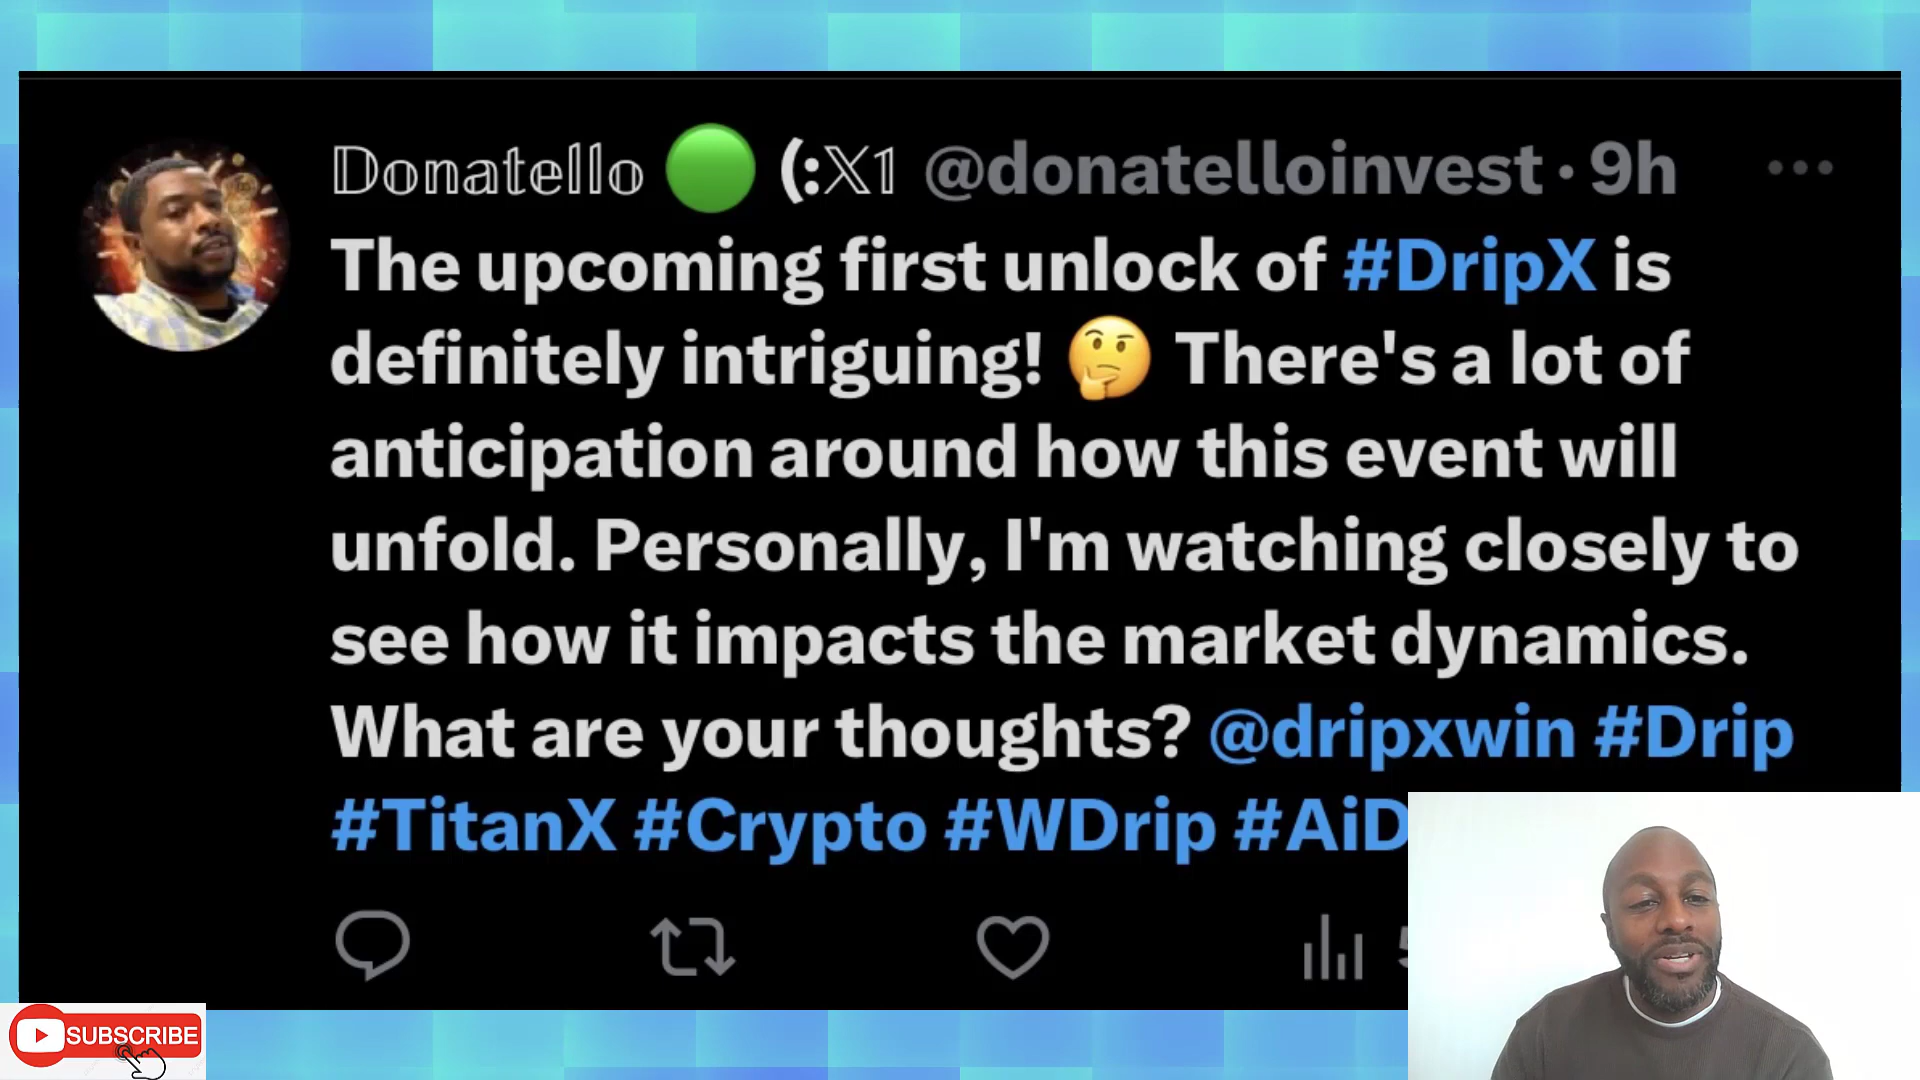 𝔻𝕠𝕟𝕒𝕥𝕖𝕝𝕝𝕠 🟢 (:𝕏𝟙 @donatelloinvest · 9h
The upcoming first unlock of #DripX is
definitely intriguing! 🤔 There's a lot of
anticipation around how this event will
unfold. Personally, I'm watching closely to
see how it impacts the market dynamics.
What are your thoughts? @dripxwin #Drip
#TitanX #Crypto #WDrip #AiD
SUBSCRIBE